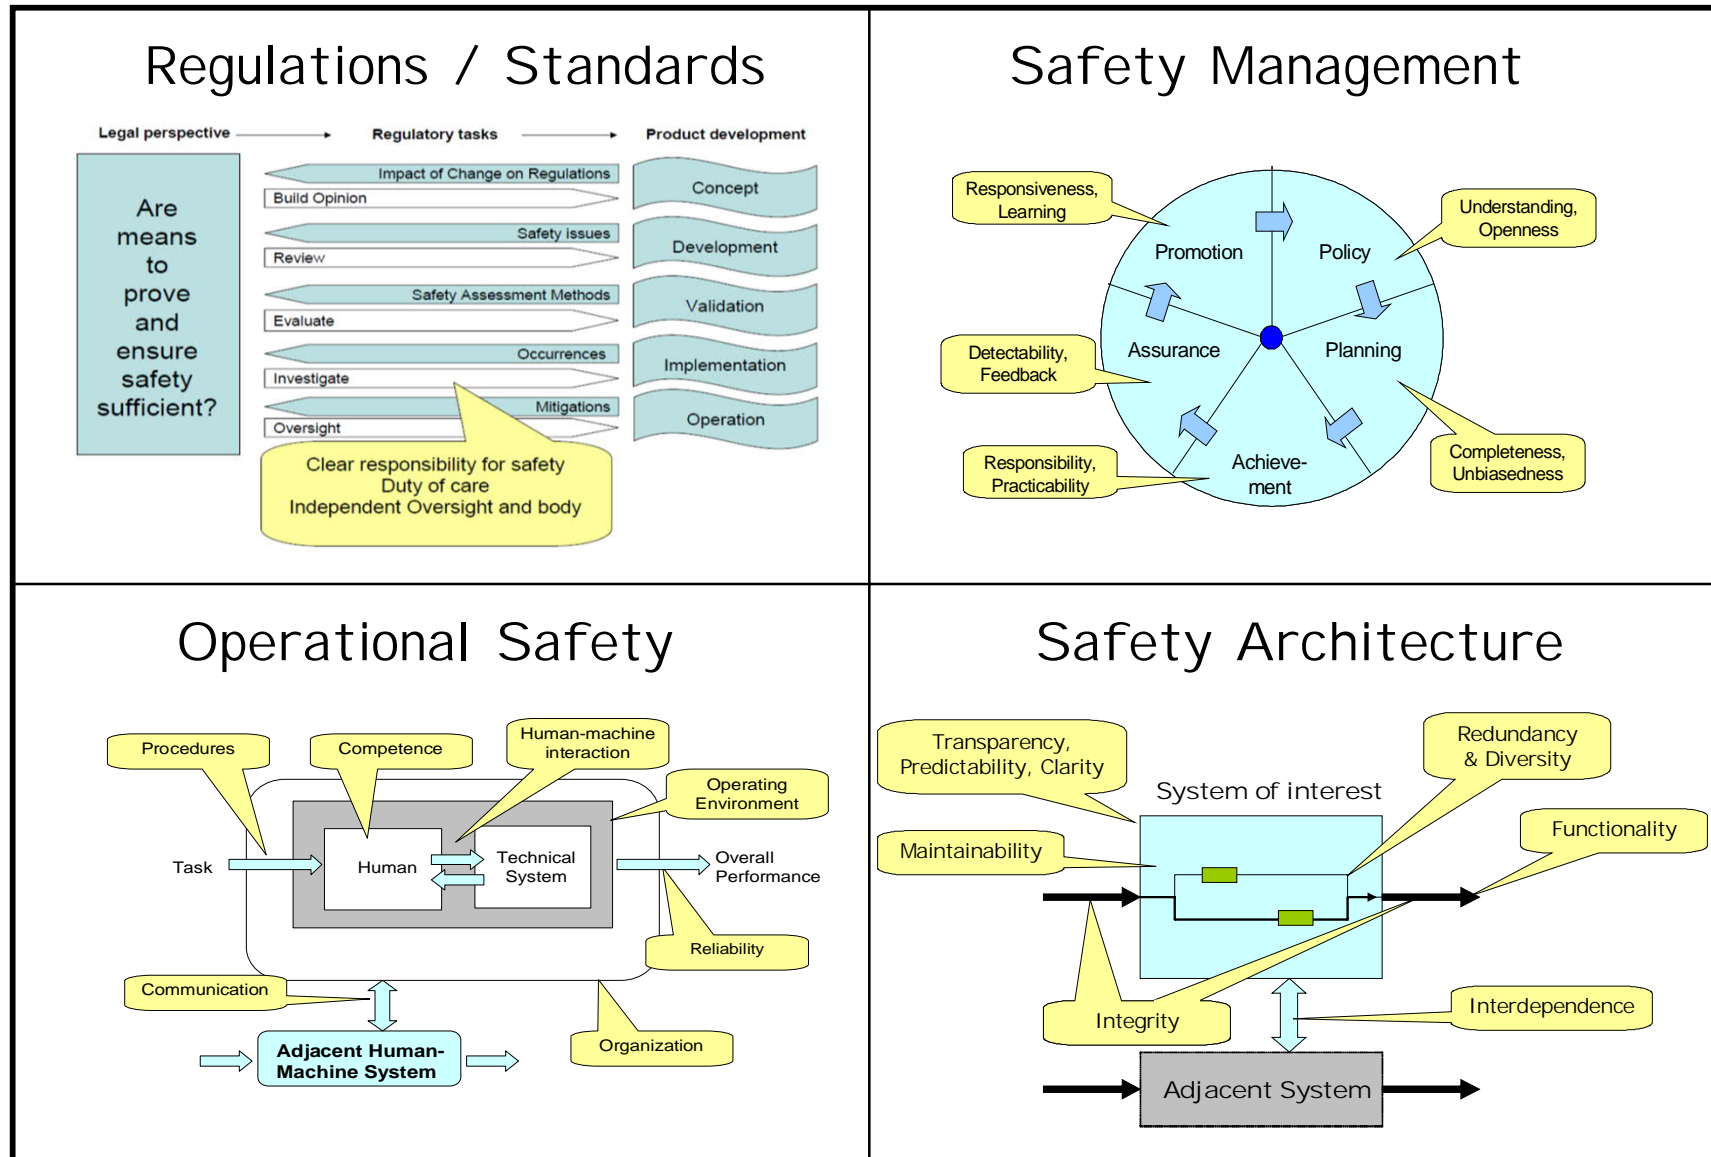 Regulations / Standards
Legal perspective
Regulatory tasks
Product development
Are
means
to
prove
and
ensure
safety
sufficient?
Impact of Change on Regulations
Build Opinion
Safety issues
Review
Safety Assessment Methods
Evaluate
Occurrences
Investigate
Mitigations
Oversight
Concept
Development
Validation
Implementation
Operation
Clear responsibility for safety
Duty of care
Independent Oversight and body
Safety Management
Responsiveness,
Learning
Understanding,
Openness
Promotion
Policy
Detectability,
Feedback
Assurance
Planning
Responsibility,
Practicability
Achieve-
ment
Completeness,
Unbiasedness
Operational Safety
Procedures
Competence
Human-machine
interaction
Operating
Environment
Task
Human
Technical
System
Overall
Performance
Reliability
Communication
Organization
Adjacent Human-
Machine System
Safety Architecture
Transparency,
Predictability, Clarity
Redundancy
& Diversity
System of interest
Functionality
Maintainability
Integrity
Interdependence
Adjacent System